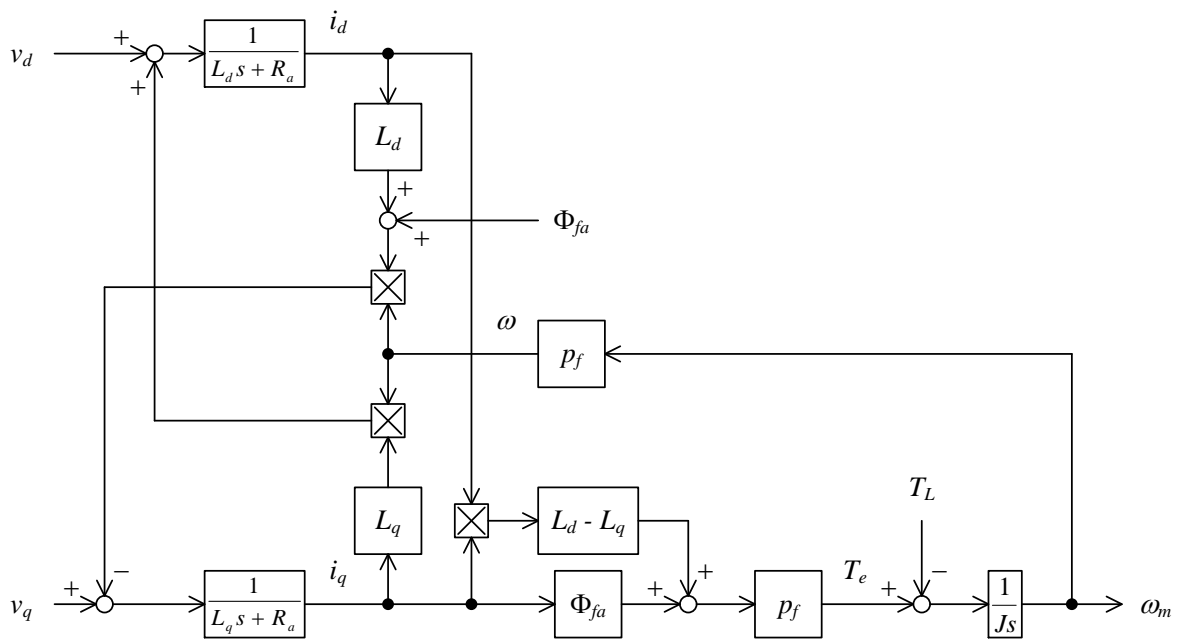 i_d
+
v_d
1
L_d s + R_a
+
L_d
+
Φ_fa
+
ω
p_f
T_L
L_q
L_d - L_q
i_q
T_e
−
+
−
v_q
+
1
L_q s + R_a
Φ_fa
+
+
p_f
+
1
Js
ω_m